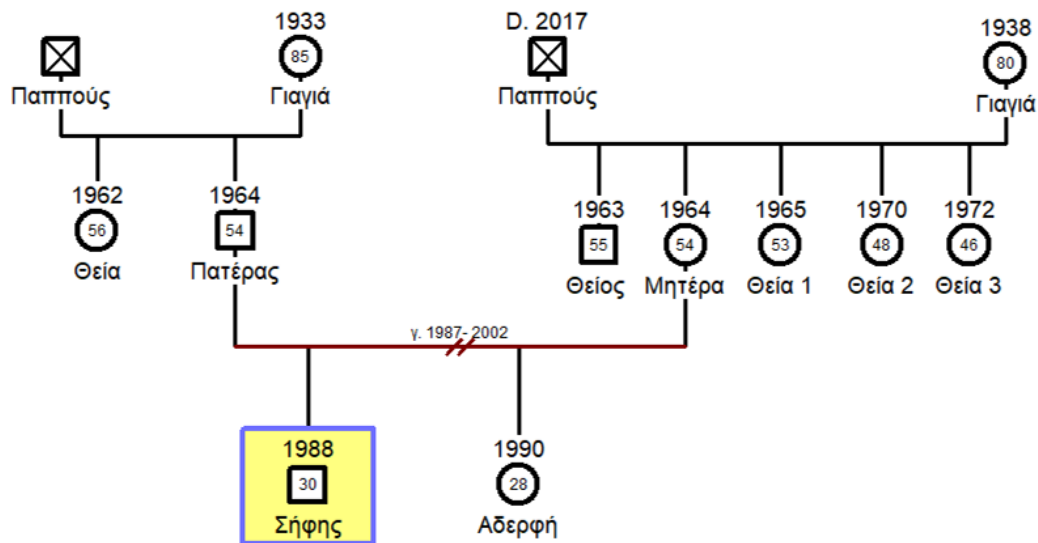 1933
D. 2017
1938
85
80
Παππούς
Γιαγιά
Παππούς
Γιαγιά
1962
1964
1963
1964
1965
1970
1972
56
54
55
54
53
48
46
Θεία
Πατέρας
Θείος
Μητέρα
Θεία 1
Θεία 2
Θεία 3
γ. 1987- 2002
1988
1990
30
28
Σήφης
Αδερφή